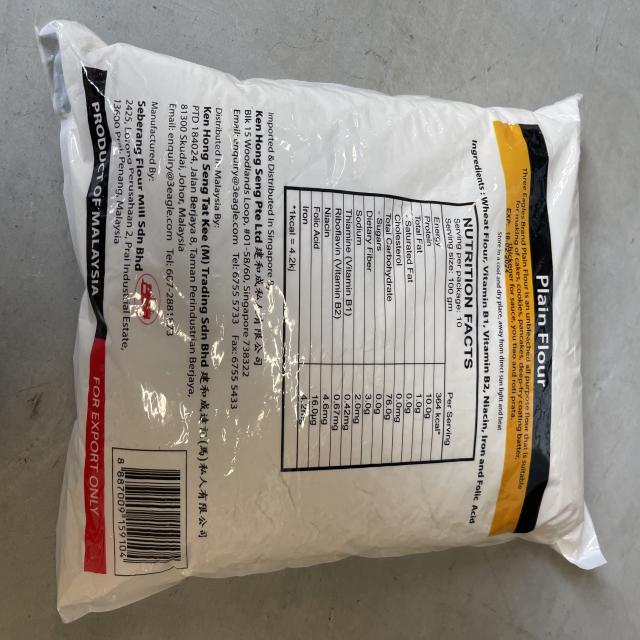 Plain Flour
Three Eagles Brand Plain Flour is an unbleached all purpose flour that is suitable
for making of cakes, cookies, pancakes, deep-fry coating batter,
thickener for sauce, you tiao and roti prata.
EXP:
Store in a cool and dry place, away from direct sun light and heat
Ingredients : Wheat Flour, Vitamin B1, Vitamin B2, Niacin, Iron and Folic Acid
NUTRITION FACTS
Serving per package: 10
Serving size: 100 gm
Per Serving
Energy 364 kcal*
Protein 10.0g
Total Fat 1.0g
- Saturated Fat 0.0g
Cholesterol 0.0mg
Total Carbohydrate 76.0g
- Sugars 0.0g
Dietary Fiber 3.0g
Sodium 2.0mg
Thiamine (Vitamin B1) 0.42mg
Riboflavin (Vitamin B2) 0.67mg
Niacin 4.6mg
Folic Acid 16.0µg
Iron
*1kcal = 4.2kj
Imported & Distributed In Singapore
Ken Hong Seng Pte Ltd 建和成私人有限公司
Blk 15 Woodlands Loop, #01-58/60, Singapore 738322
Email: enquiry@3eagle.com Tel: 6755 5733 Fax: 6755 5433
Distributed In Malaysia By:
Ken Hong Seng Tat Kee (M) Trading Sdn Bhd 建和成達記(馬)私人有限公司
PTD 184024, Jalan Berjaya 8, Taman Perindustrian Berjaya,
81300 Skudai, Johor, Malaysia
Email: enquiry@3eagle.com Tel: 607-288
Manufactured By:
Seberang Flour Mill Sdn Bhd
2425, Lorong Perusahaan 2, Prai Industrial Estate,
13600 Prai, Penang, Malaysia
PRODUCT OF MALAYSIA
FOR EXPORT ONLY
8 887009 159104